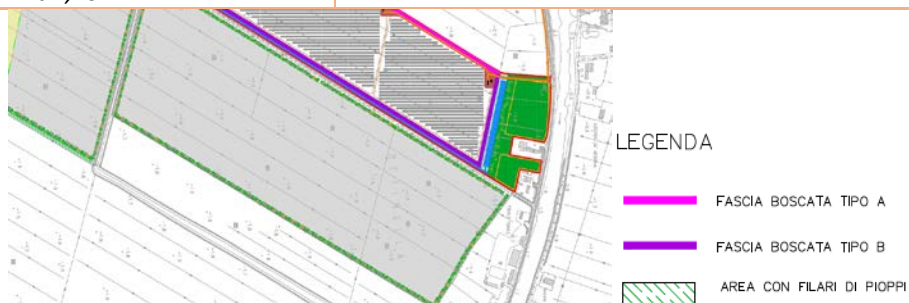 LEGENDA
FASCIA BOSCATA TIPO A
FASCIA BOSCATA TIPO B
AREA CON FILARI DI PIOPPI